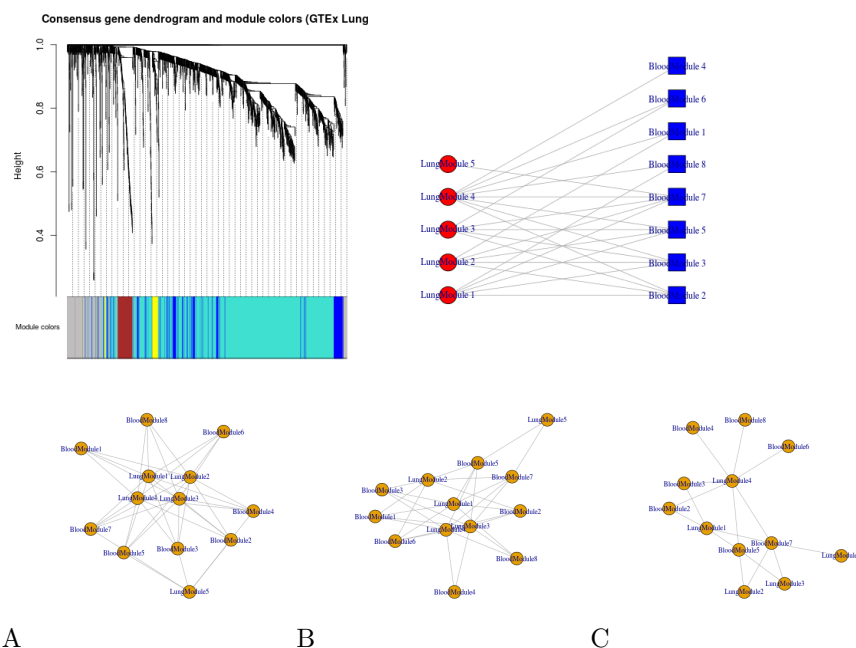 Consensus gene dendrogram and module colors (GTEx Lung
Height
1.0
0.8
0.6
0.4
Module colors
LungModule 5
LungModule 4
LungModule 3
LungModule 2
LungModule 1
BloodModule 4
BloodModule 6
BloodModule 1
BloodModule 8
BloodModule 7
BloodModule 5
BloodModule 3
BloodModule 2
BloodModule8
BloodModule6
BloodModule1
LungModule1
LungModule2
LungModule4
LungModule3
BloodModule4
BloodModule7
BloodModule2
BloodModule5
BloodModule3
LungModule5
A
LungModule5
BloodModule5
LungModule2
BloodModule7
BloodModule3
LungModule1
BloodModule2
BloodModule1
LungModule3
BloodModule6
BloodModule8
BloodModule4
B
BloodModule8
BloodModule4
BloodModule6
LungModule4
BloodModule3
BloodModule2
LungModule1
BloodModule7
BloodModule5
LungModule
LungModule3
LungModule2
C